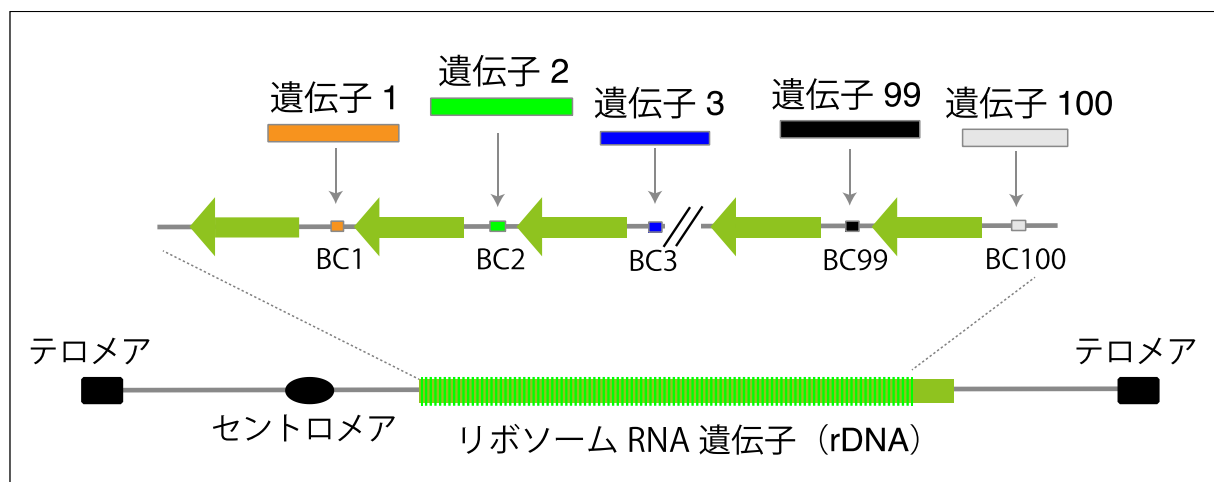 遺伝子 1
遺伝子 2
遺伝子 3
遺伝子 99
遺伝子 100
BC1
BC2
BC3
BC99
BC100
テロメア
テロメア
セントロメア
リボソーム RNA 遺伝子（rDNA）